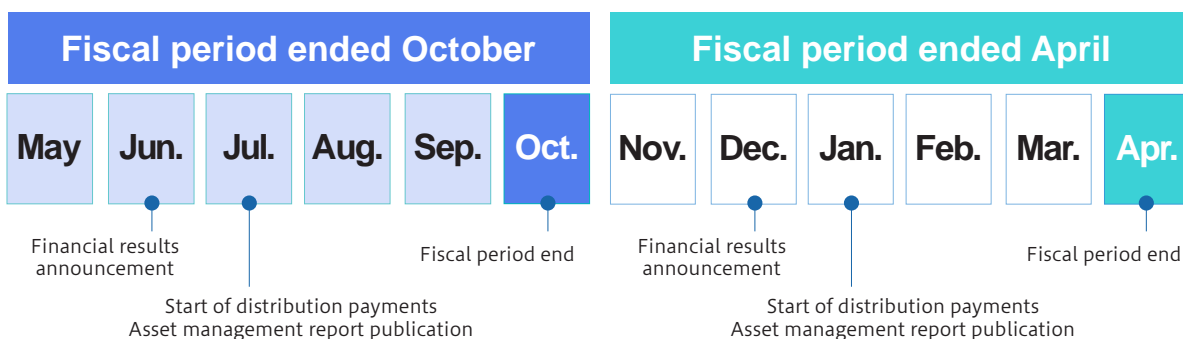 Fiscal period ended October
May Jun. Jul. Aug. Sep. Oct.
Financial results
announcement
Fiscal period end
Start of distribution payments
Asset management report publication
Fiscal period ended April
Nov. Dec. Jan. Feb. Mar. Apr.
Financial results
announcement
Fiscal period end
Start of distribution payments
Asset management report publication